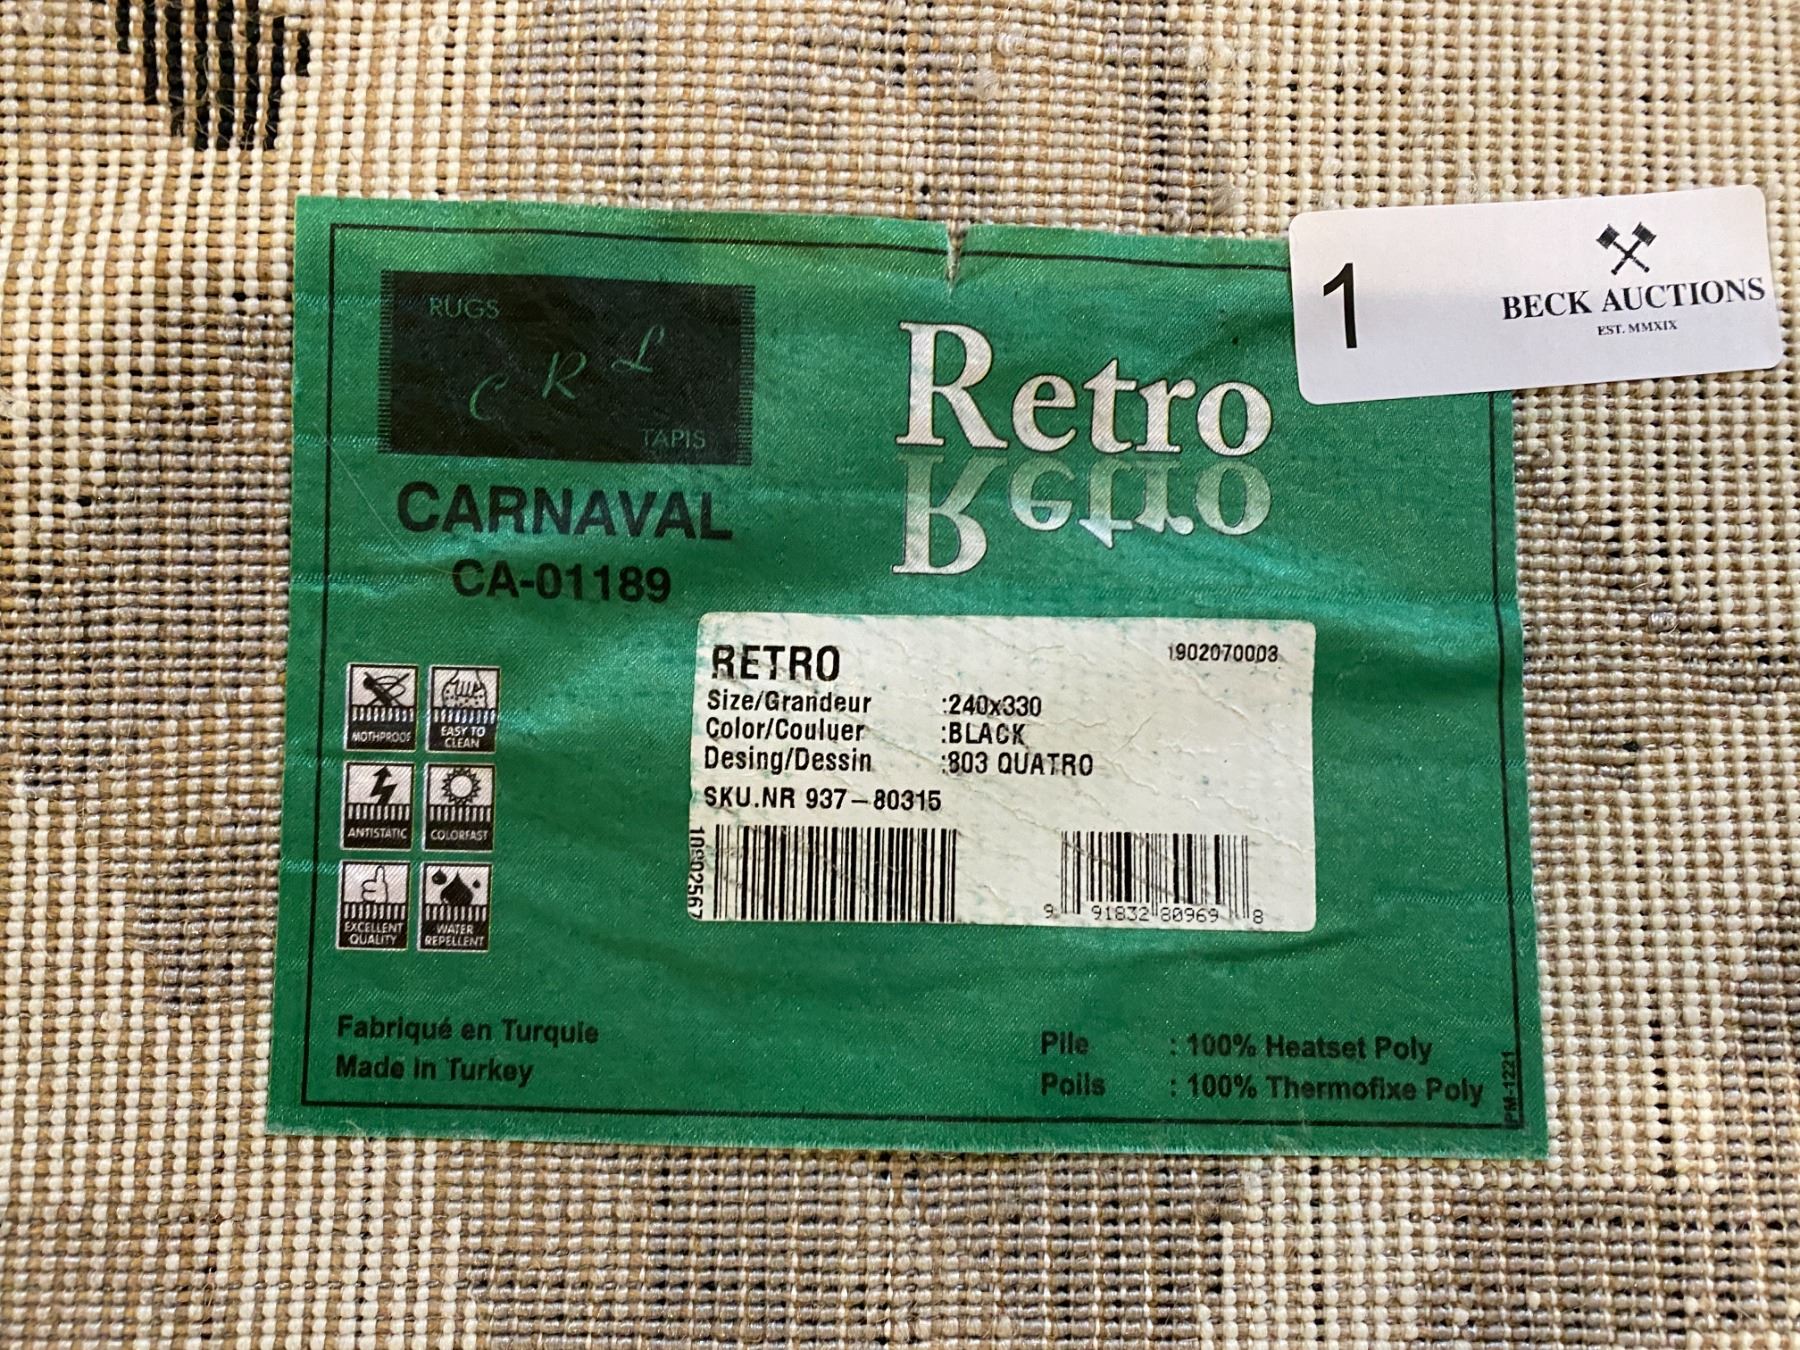 RUGS
C R L
TAPIS
CARNAVAL
CA-01189
Retro
Retro
1
BECK AUCTIONS
EST. MMXIX
RETRO 1902070003
Size/Grandeur :240x330
Color/Couluer :BLACK
Desing/Dessin :803 QUATRO
SKU.NR 937-80315
9 91832 80969 8
MOTHPROOF
EASY TO
CLEAN
ANTISTATIC
COLORFAST
EXCELLENT
QUALITY
WATER
REPELLENT
Fabriqué en Turquie
Made in Turkey
Pile : 100% Heatset Poly
Poils : 100% Thermofixe Poly
PM-1221